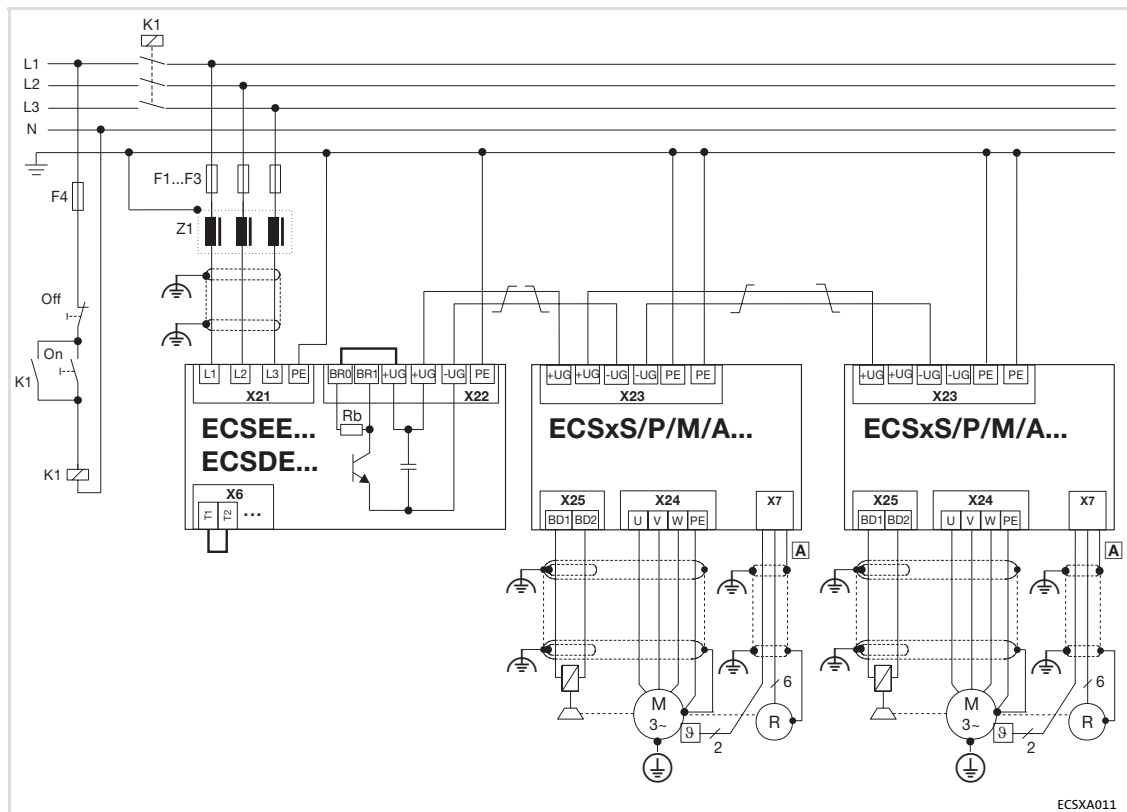 K1
L1
L2
L3
N
F4
F1...F3
Z1
Off
On
K1
K1
L1 L2 L3 PE
X21
BR0 BR1 +UG +UG -UG PE
X22
Rb
ECSEE...
ECSDE...
X6
T1 T2 ...
+UG +UG -UG -UG PE PE
X23
ECSxS/P/M/A...
X25
BD1 BD2
X24
U V W PE
X7
A
M
3~
ϑ
2
6
R
+UG +UG -UG -UG PE PE
X23
ECSxS/P/M/A...
X25
BD1 BD2
X24
U V W PE
X7
A
M
3~
ϑ
2
6
R
ECSXA011